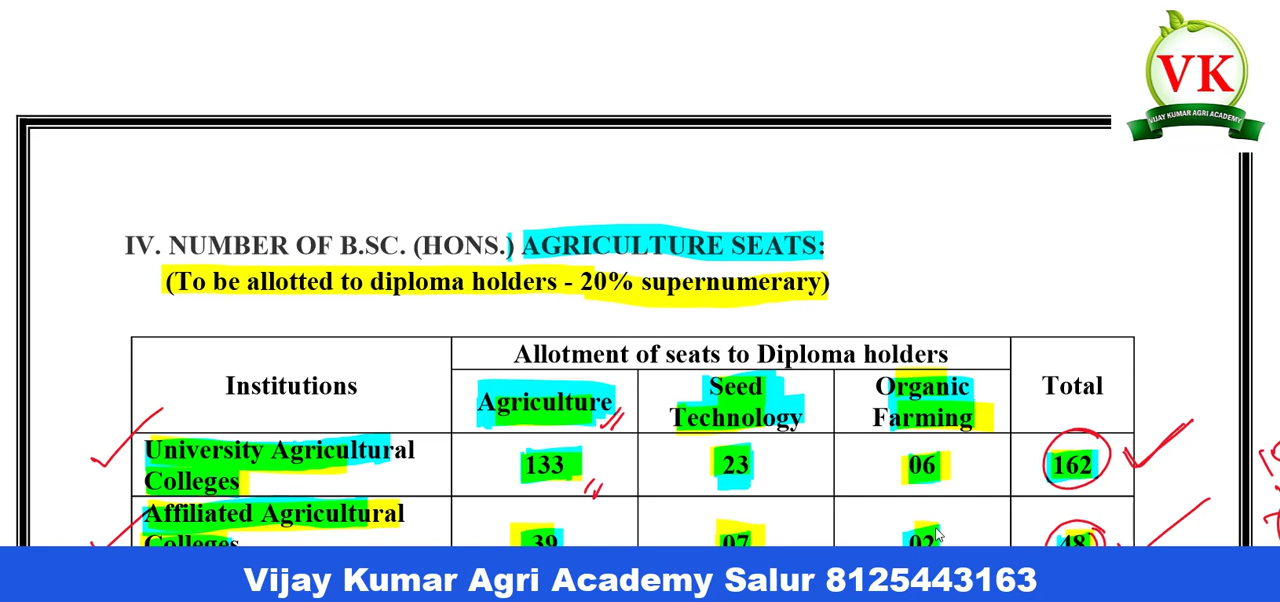 VK
VIJAY KUMAR AGRI ACADEMY
IV. NUMBER OF B.SC. (HONS.) AGRICULTURE SEATS:
(To be allotted to diploma holders - 20% supernumerary)
Institutions
Allotment of seats to Diploma holders
Total
Agriculture
Seed
Technology
Organic
Farming
University Agricultural
Colleges
133
23
06
162
Affiliated Agricultural
Colleges
39
07
02
48
Vijay Kumar Agri Academy Salur 8125443163